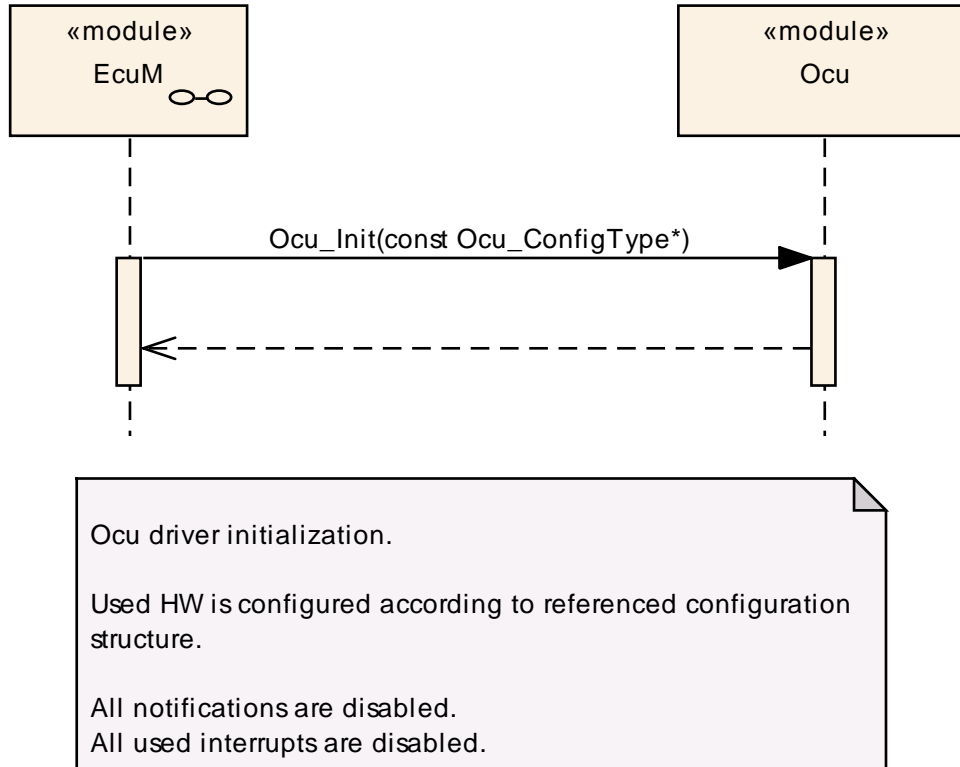 «module»
EcuM
«module»
Ocu
Ocu_Init(const Ocu_ConfigType*)
Ocu driver initialization.
Used HW is configured according to referenced configuration
structure.
All notifications are disabled.
All used interrupts are disabled.